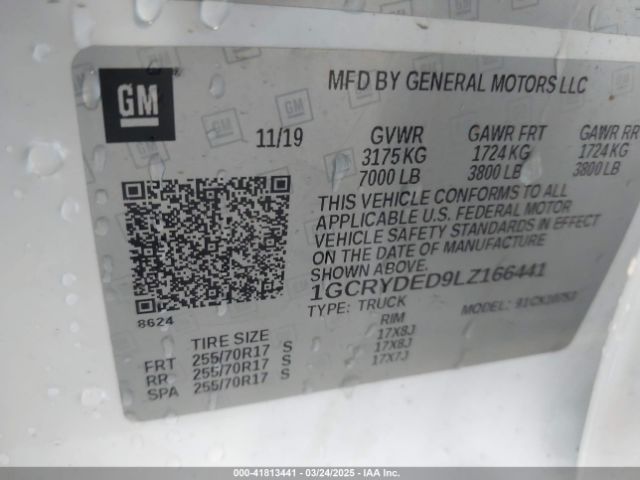 GM
MFD BY GENERAL MOTORS LLC
11/19 GVWR GAWR FRT GAWR RR
3175 KG 1724 KG 1724 KG
7000 LB 3800 LB 3800 LB
THIS VEHICLE CONFORMS TO ALL
APPLICABLE U.S. FEDERAL MOTOR
VEHICLE SAFETY STANDARDS IN EFFECT
ON THE DATE OF MANUFACTURE
SHOWN ABOVE.
1GCRYDED9LZ166441
8624
TYPE: TRUCK MODEL:
TIRE SIZE RIM
FRT 255/70R17 S 17X8J
RR 255/70R17 S 17X8J
SPA 255/70R17 S 17X7J
000-41813441 - 03/24/2025 - IAA Inc.